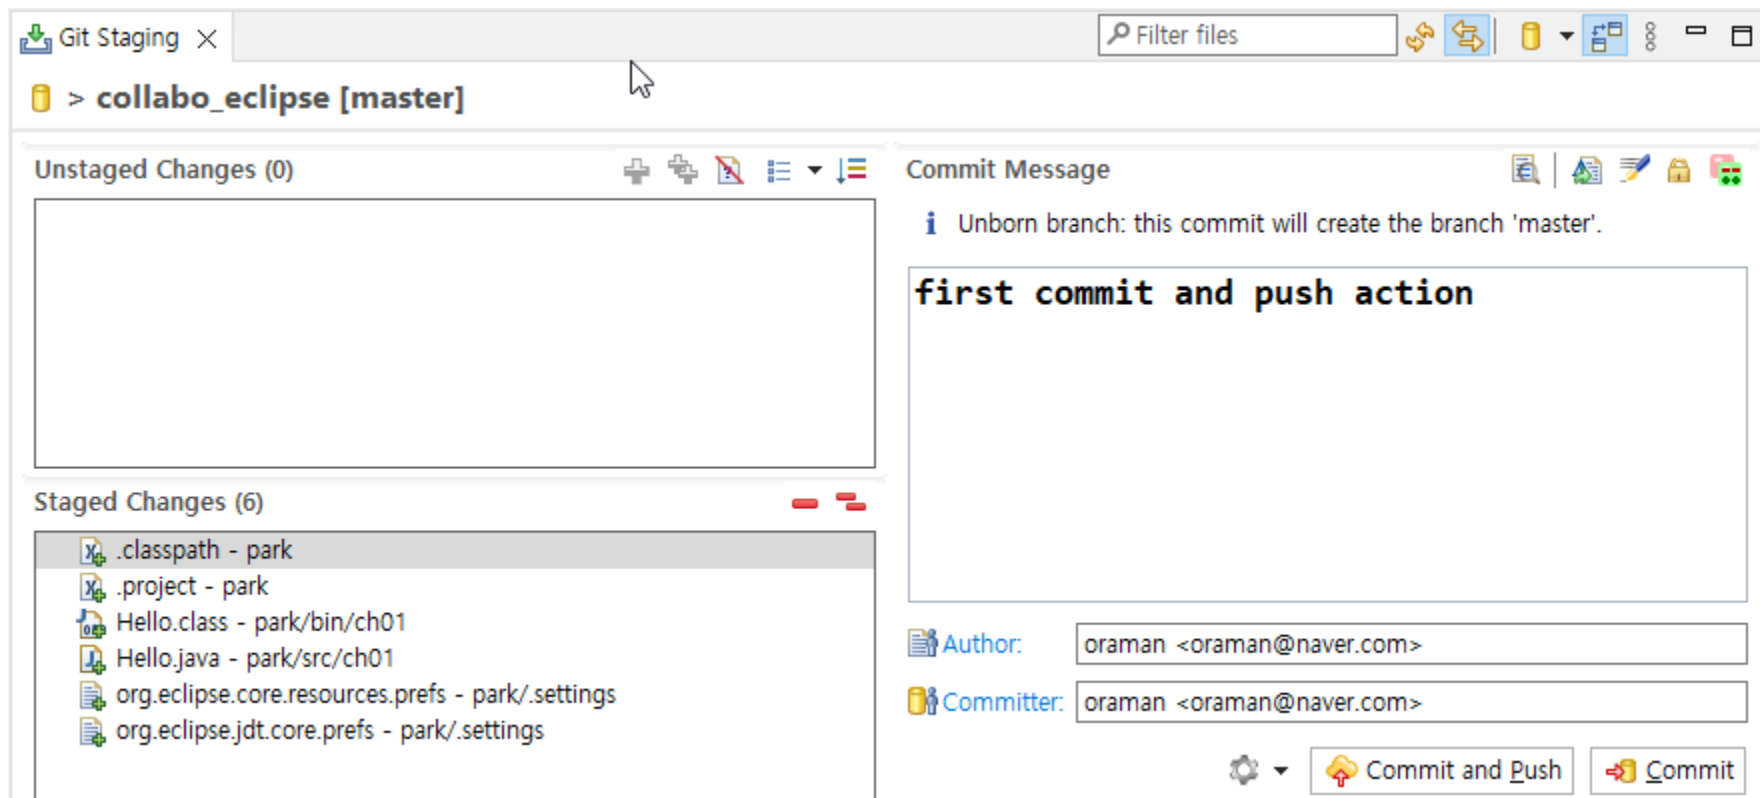 Git Staging
Filter files
> collabo_eclipse [master]
Unstaged Changes (0)
Staged Changes (6)
.classpath - park
.project - park
Hello.class - park/bin/ch01
Hello.java - park/src/ch01
org.eclipse.core.resources.prefs - park/.settings
org.eclipse.jdt.core.prefs - park/.settings
Commit Message
Unborn branch: this commit will create the branch 'master'.
first commit and push action
Author: oraman <oraman@naver.com>
Committer: oraman <oraman@naver.com>
Commit and Push
Commit